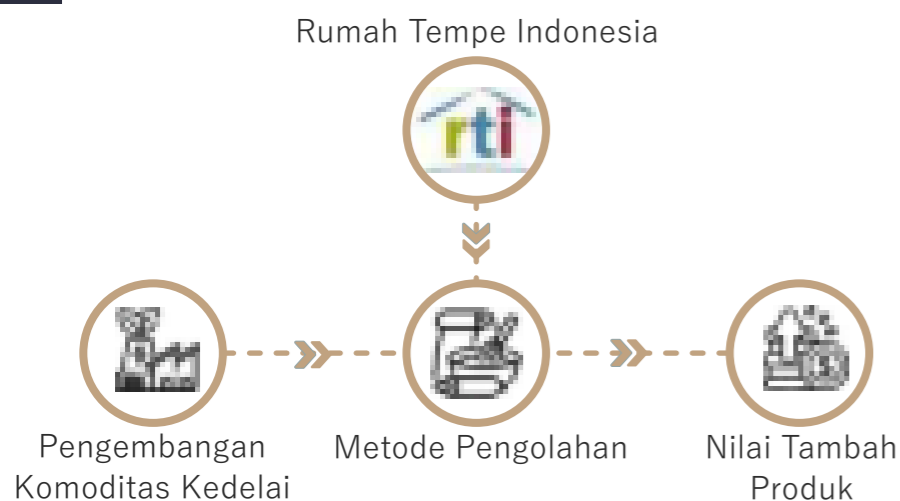 Rumah Tempe Indonesia
rti
Pengembangan
Komoditas Kedelai
Metode Pengolahan
Nilai Tambah
Produk